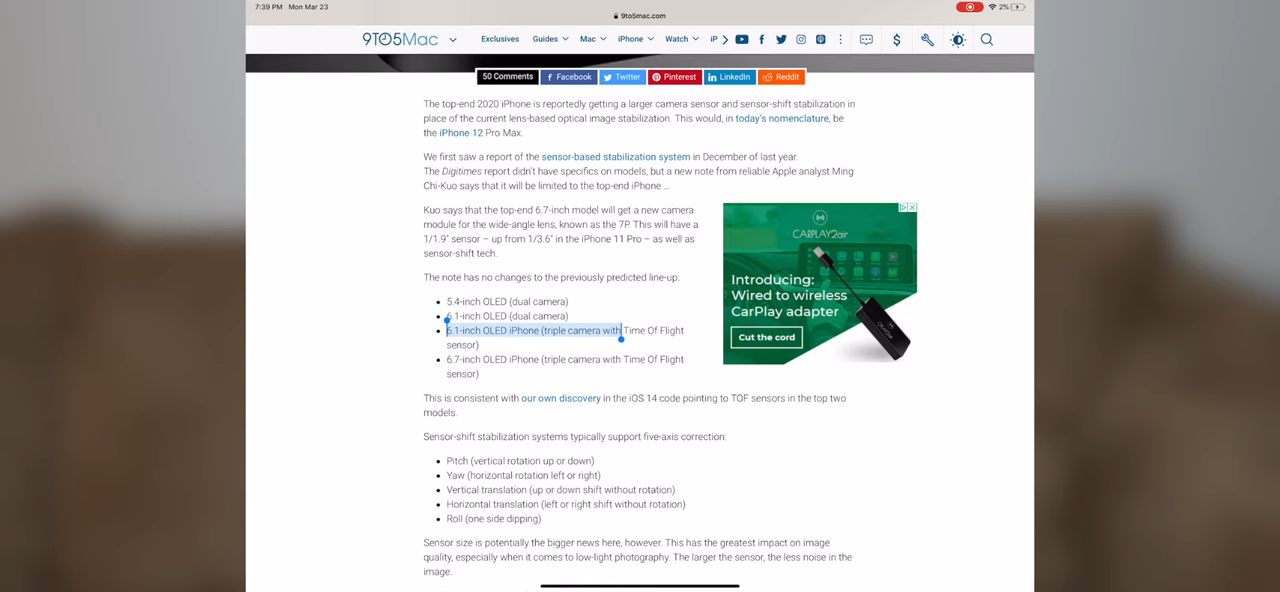 7:39 PM Mon Mar 23
2%
9to5mac.com
9TO5Mac
Exclusives Guides Mac iPhone Watch iP
50 Comments Facebook Twitter Pinterest LinkedIn Reddit
The top-end 2020 iPhone is reportedly getting a larger camera sensor and sensor-shift stabilization in
place of the current lens-based optical image stabilization. This would, in today's nomenclature, be
the iPhone 12 Pro Max.
We first saw a report of the sensor-based stabilization system in December of last year.
The Digitimes report didn't have specifics on models, but a new note from reliable Apple analyst Ming
Chi-Kuo says that it will be limited to the top-end iPhone ...
Kuo says that the top-end 6.7-inch model will get a new camera
module for the wide-angle lens, known as the 7P. This will have a
1/1.9" sensor – up from 1/3.6" in the iPhone 11 Pro – as well as
sensor-shift tech.
The note has no changes to the previously predicted line-up:
5.4-inch OLED (dual camera)
6.1-inch OLED (dual camera)
6.1-inch OLED iPhone (triple camera with Time Of Flight
sensor)
6.7-inch OLED iPhone (triple camera with Time Of Flight
sensor)
CARPLAY2air
Introducing:
Wired to wireless
CarPlay adapter
Cut the cord
This is consistent with our own discovery in the iOS 14 code pointing to TOF sensors in the top two
models.
Sensor-shift stabilization systems typically support five-axis correction:
Pitch (vertical rotation up or down)
Yaw (horizontal rotation left or right)
Vertical translation (up or down shift without rotation)
Horizontal translation (left or right shift without rotation)
Roll (one side dipping)
Sensor size is potentially the bigger news here, however. This has the greatest impact on image
quality, especially when it comes to low-light photography. The larger the sensor, the less noise in the
image.